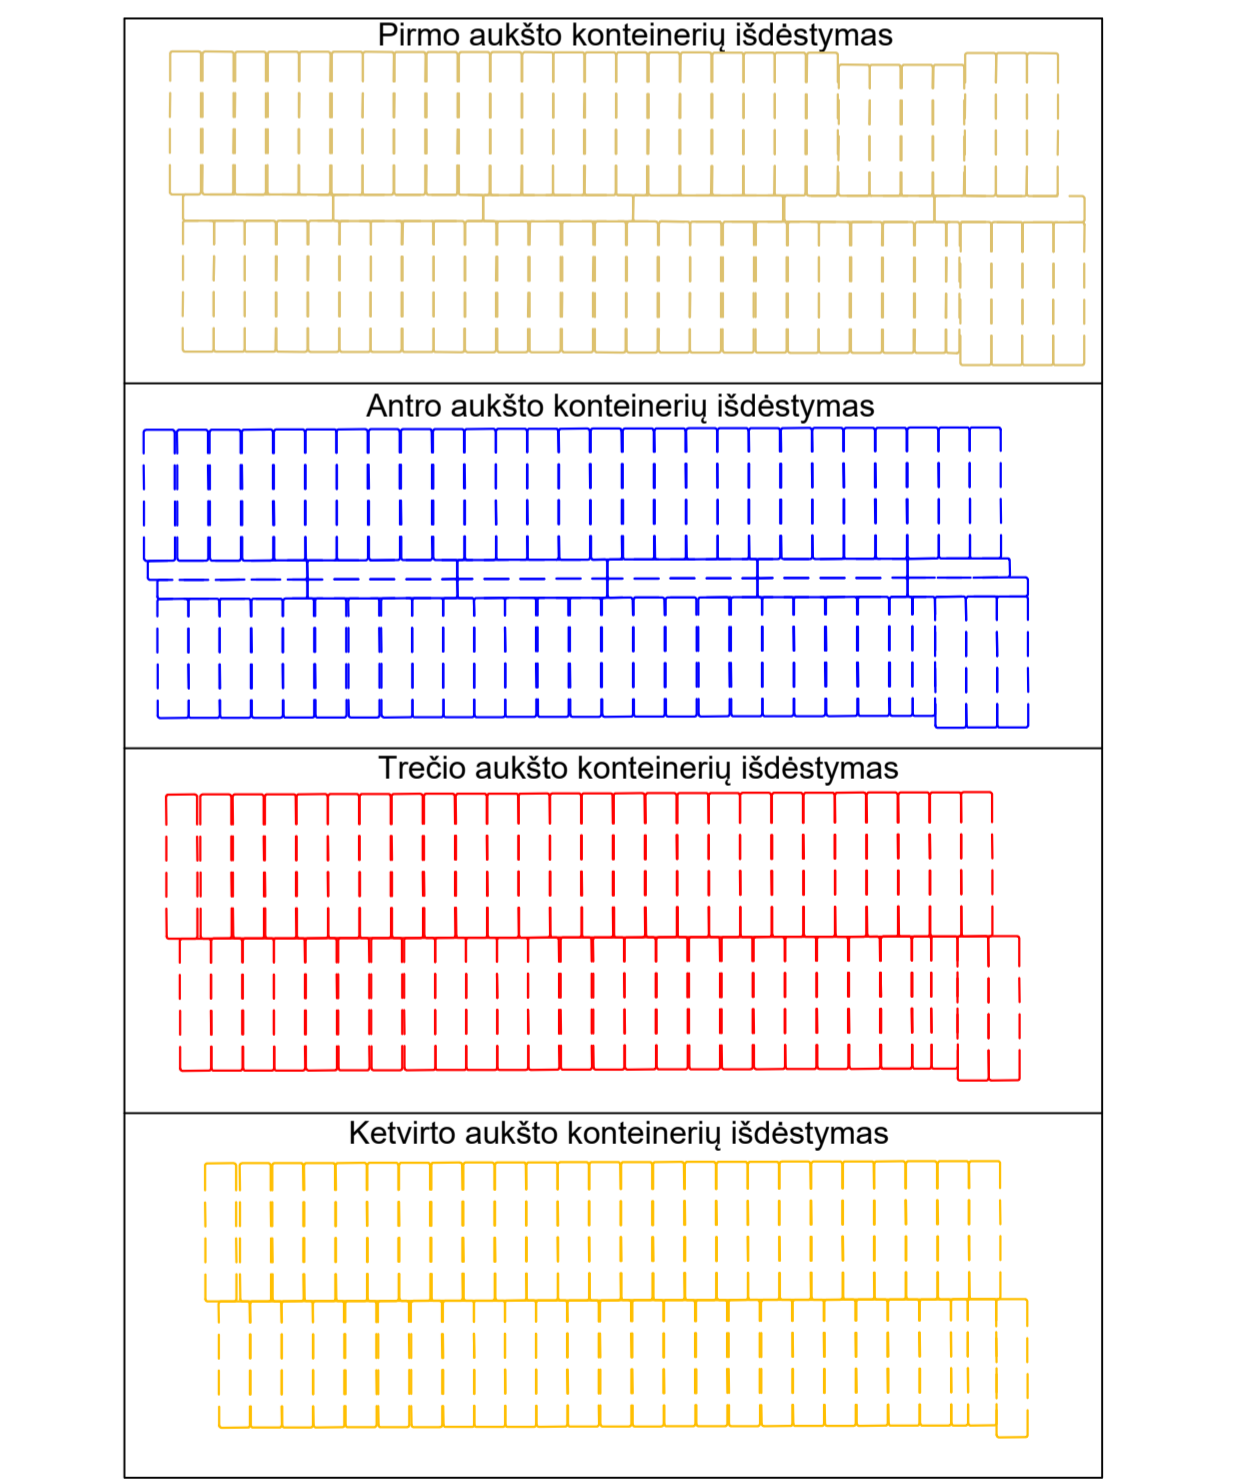 Pirmo aukšto konteinerių išdėstymas
Antro aukšto konteinerių išdėstymas
Trečio aukšto konteinerių išdėstymas
Ketvirto aukšto konteinerių išdėstymas